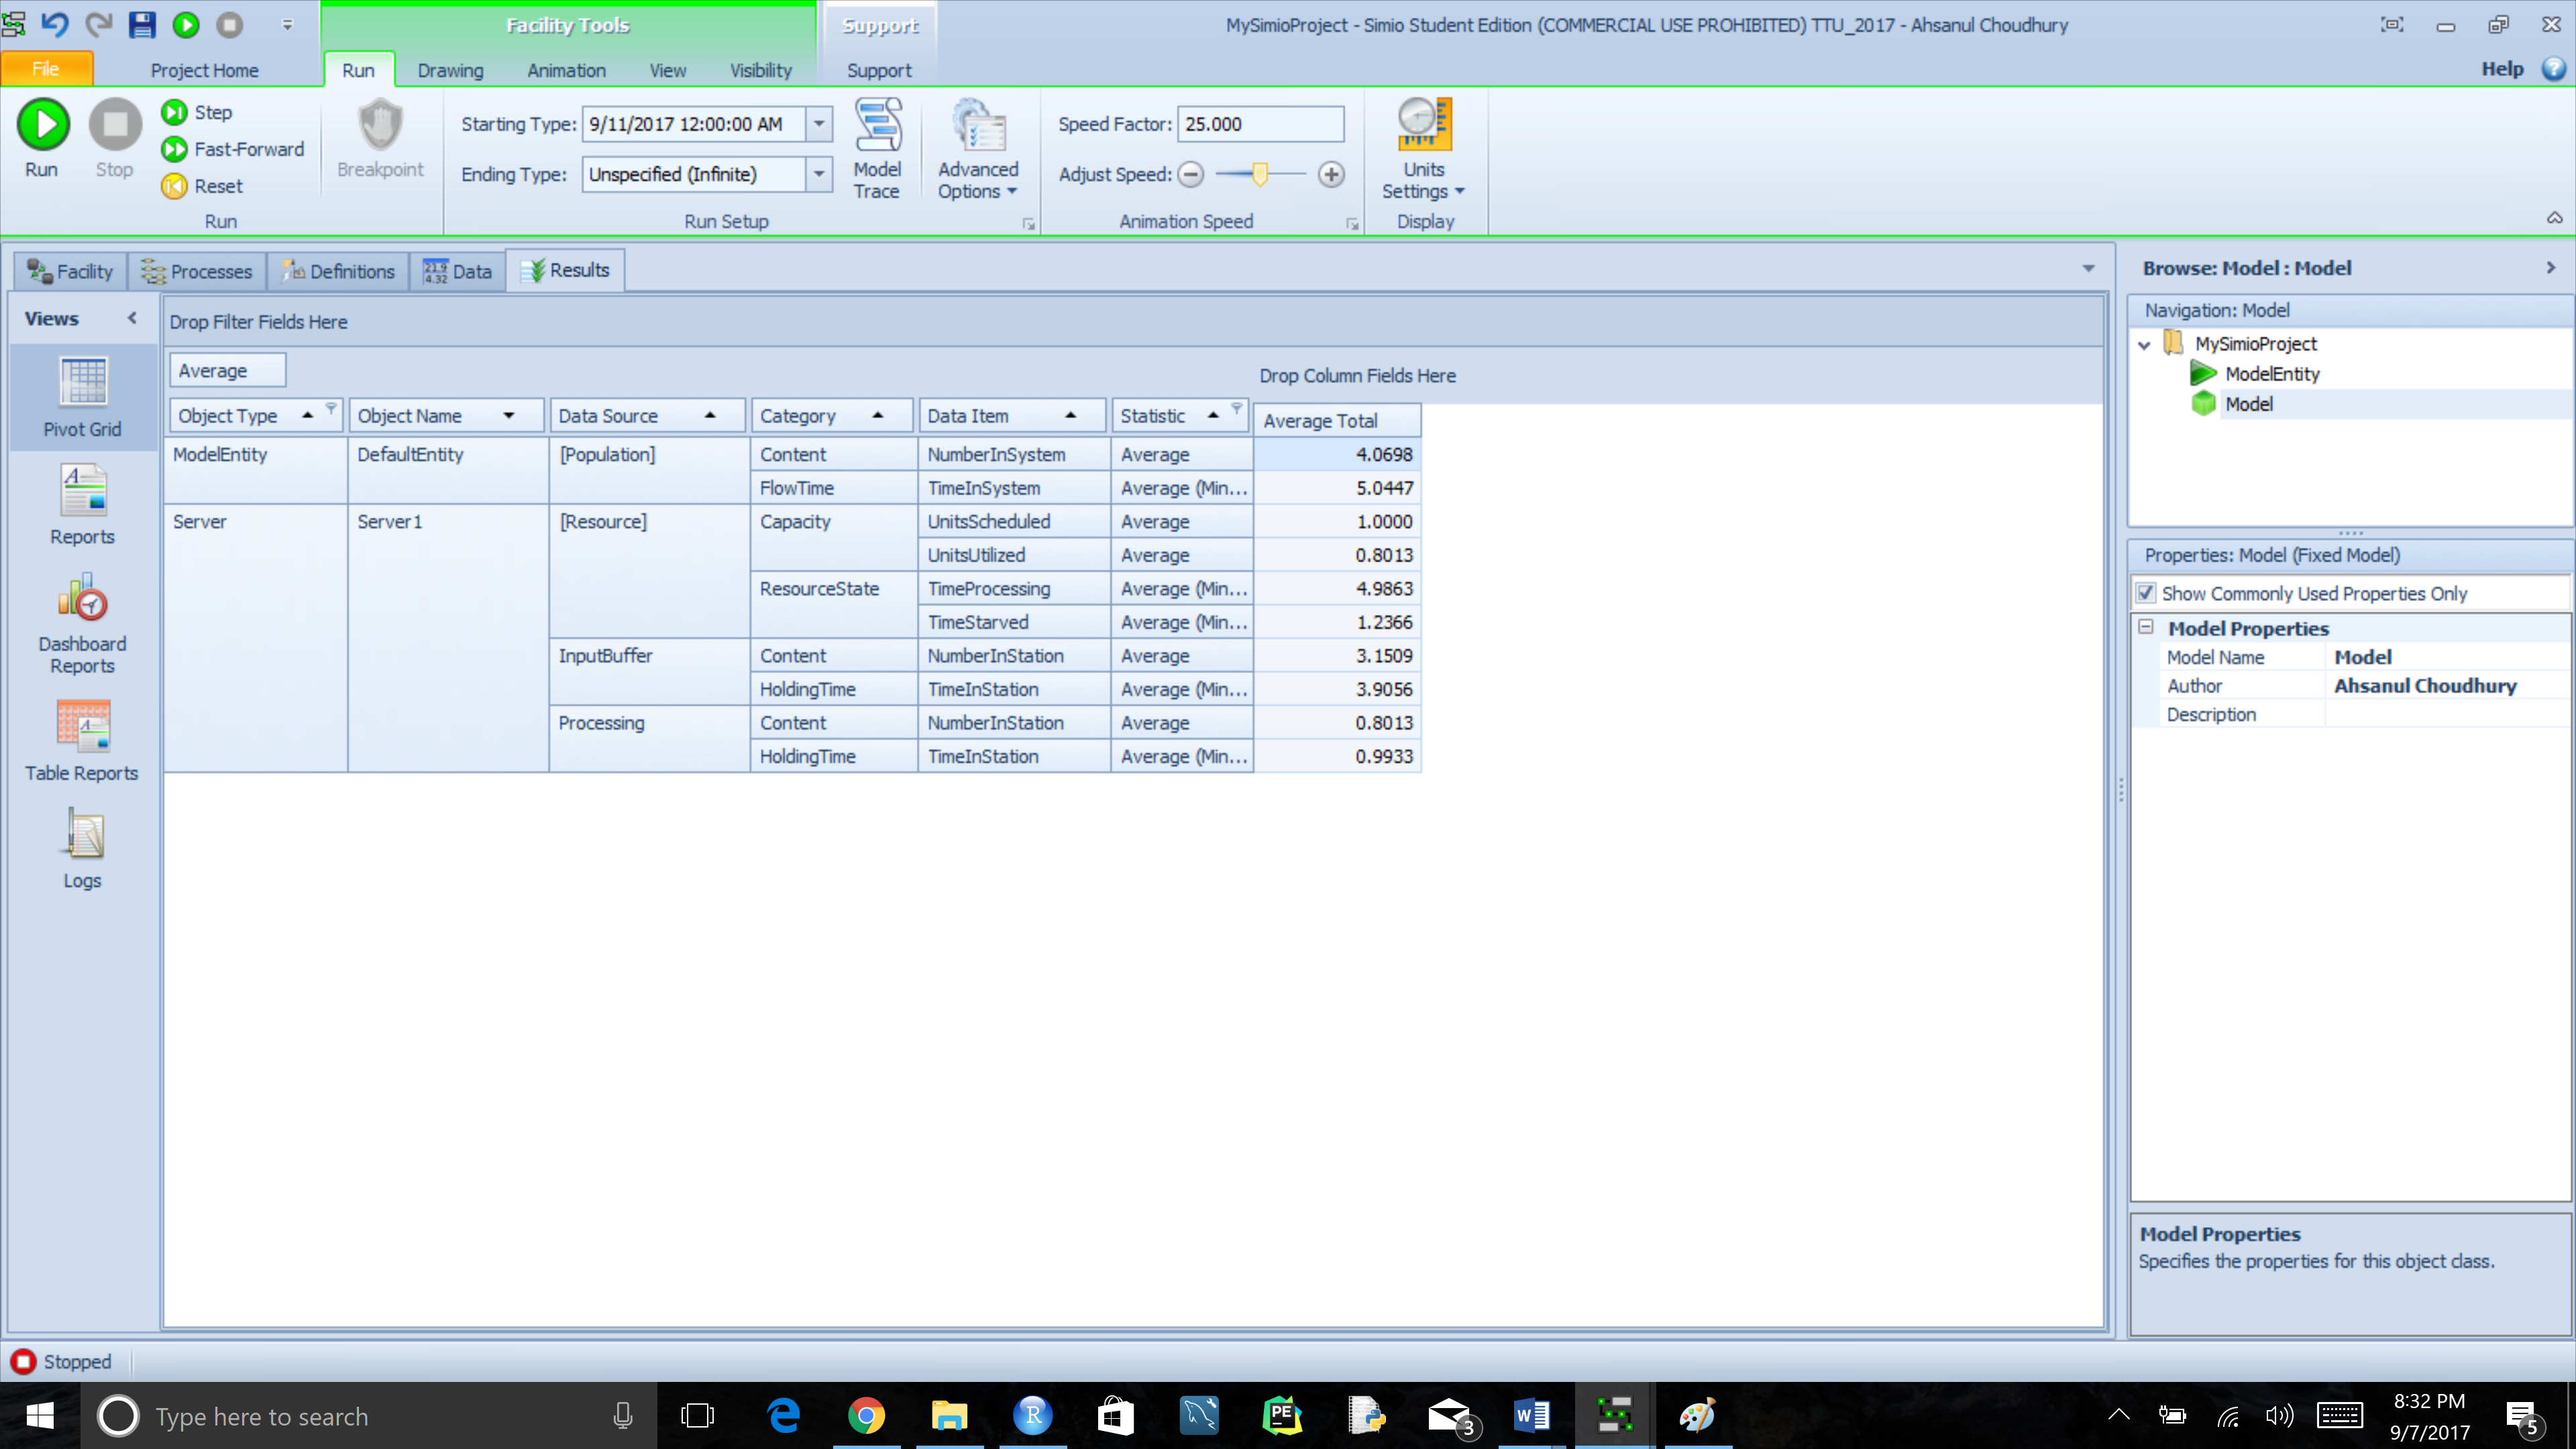 Facility Tools
Support
MySimioProject - Simio Student Edition (COMMERCIAL USE PROHIBITED) TTU_2017 - Ahsanul Choudhury
File
Project Home
Run
Drawing
Animation
View
Visibility
Support
Help
Run
Stop
Step
Fast-Forward
Reset
Run
Breakpoint
Starting Type: 9/11/2017 12:00:00 AM
Ending Type: Unspecified (Infinite)
Model Trace
Advanced Options
Run Setup
Speed Factor: 25.000
Adjust Speed:
Animation Speed
Units Settings
Display
Facility
Processes
Definitions
Data
Results
Browse: Model : Model
Views
Drop Filter Fields Here
Average
Drop Column Fields Here
Object Type Object Name Data Source Category Data Item Statistic Average Total
ModelEntity DefaultEntity [Population] Content NumberInSystem Average 4.0698
FlowTime TimeInSystem Average (Min... 5.0447
Server Server1 [Resource] Capacity UnitsScheduled Average 1.0000
UnitsUtilized Average 0.8013
ResourceState TimeProcessing Average (Min... 4.9863
TimeStarved Average (Min... 1.2366
InputBuffer Content NumberInStation Average 3.1509
HoldingTime TimeInStation Average (Min... 3.9056
Processing Content NumberInStation Average 0.8013
HoldingTime TimeInStation Average (Min... 0.9933
Pivot Grid
Reports
Dashboard
Reports
Table Reports
Logs
Navigation: Model
MySimioProject
ModelEntity
Model
Properties: Model (Fixed Model)
Show Commonly Used Properties Only
Model Properties
Model Name Model
Author Ahsanul Choudhury
Description
Model Properties
Specifies the properties for this object class.
Stopped
Type here to search
3
8:32 PM
9/7/2017
5